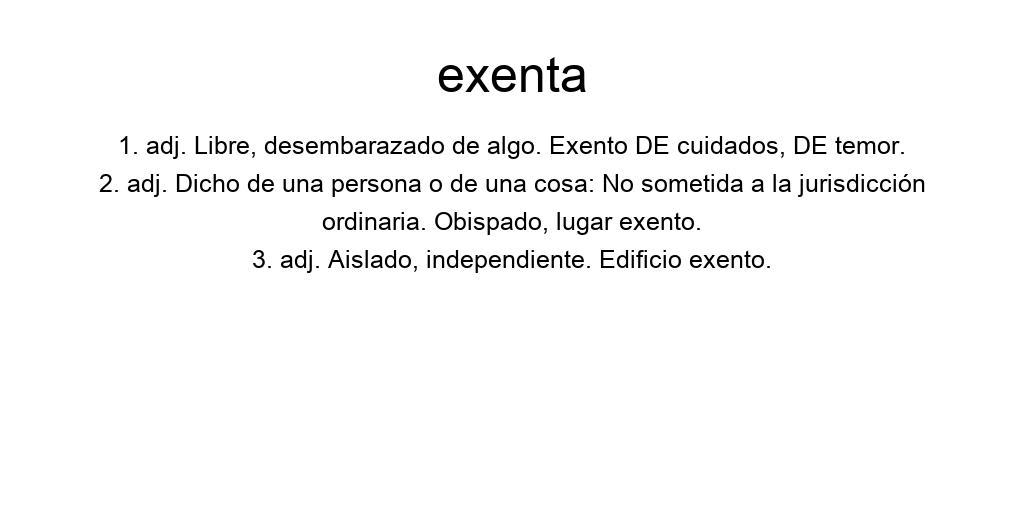 exenta
1. adj. Libre, desembarazado de algo. Exento DE cuidados, DE temor.
2. adj. Dicho de una persona o de una cosa: No sometida a la jurisdicción
ordinaria. Obispado, lugar exento.
3. adj. Aislado, independiente. Edificio exento.